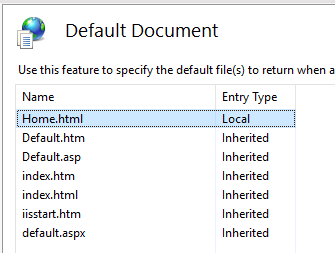 Default Document
Use this feature to specify the default file(s) to return when a
Name Entry Type
Home.html Local
Default.htm Inherited
Default.asp Inherited
index.htm Inherited
index.html Inherited
iisstart.htm Inherited
default.aspx Inherited